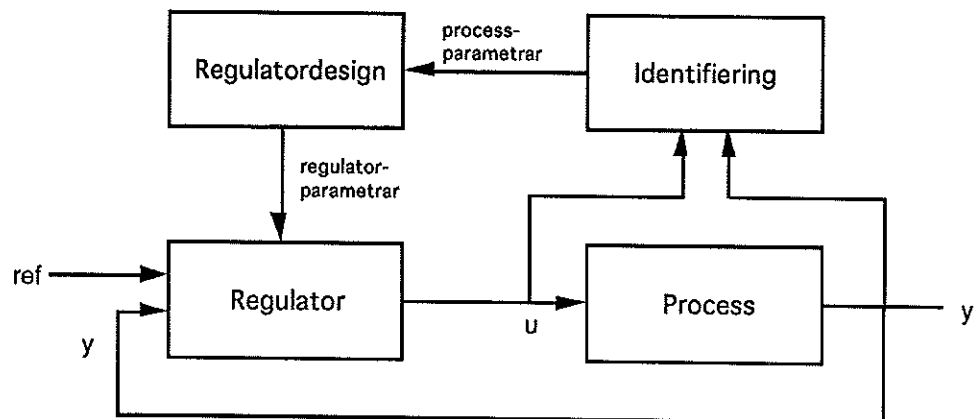 process-
parametrar
Regulatordesign
Identifiering
regulator-
parametrar
ref
Regulator
u
Process
y
y